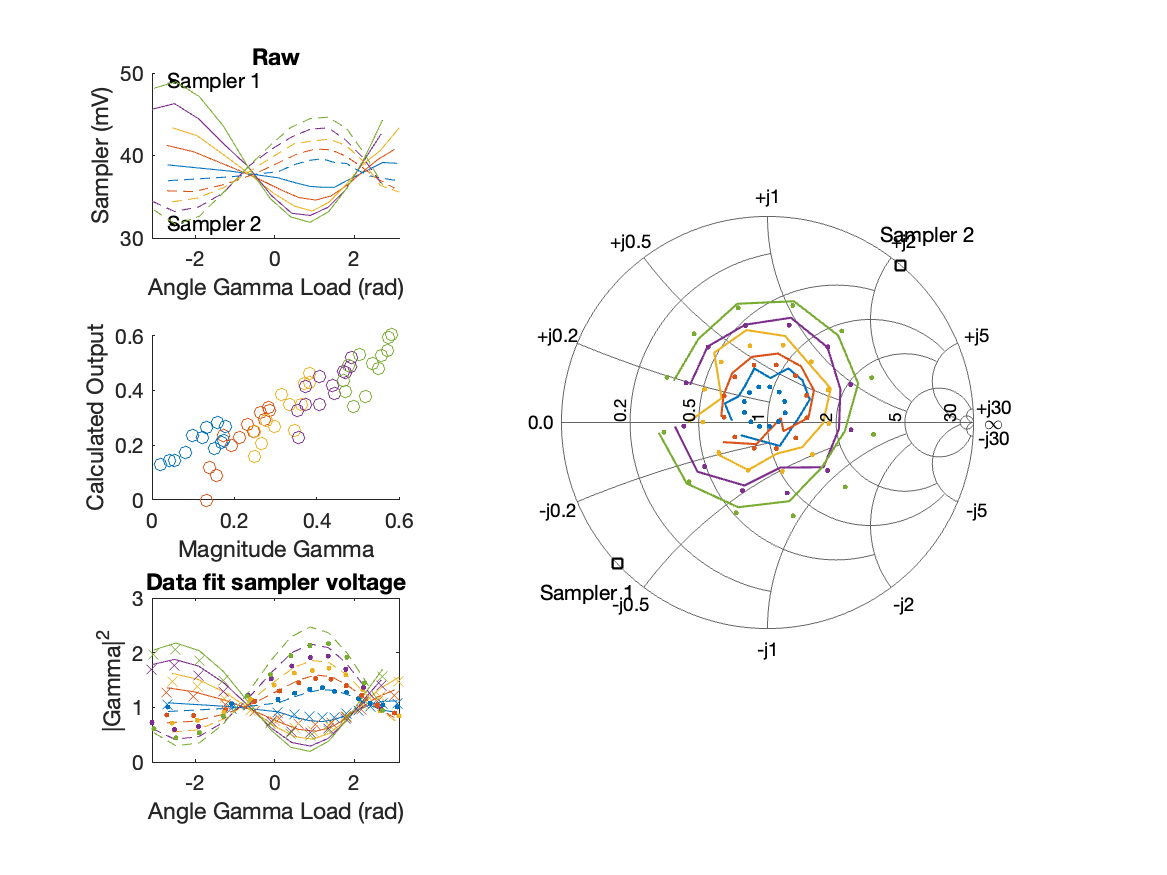 Raw
50
40
30
Sampler (mV)
Sampler 1
Sampler 2
-2
0
2
Angle Gamma Load (rad)
0.6
0.4
0.2
0
Calculated Output
0
0.2
0.4
0.6
Magnitude Gamma
Data fit sampler voltage
3
2
1
0
|Gamma|²
-2
0
2
Angle Gamma Load (rad)
+j1
Sampler 2
+j2
+j0.5
+j0.2
+j5
0.0
0.2
0.5
1
2
5
30
+j30
∞
-j30
-j0.2
-j5
Sampler 1
-j0.5
-j2
-j1